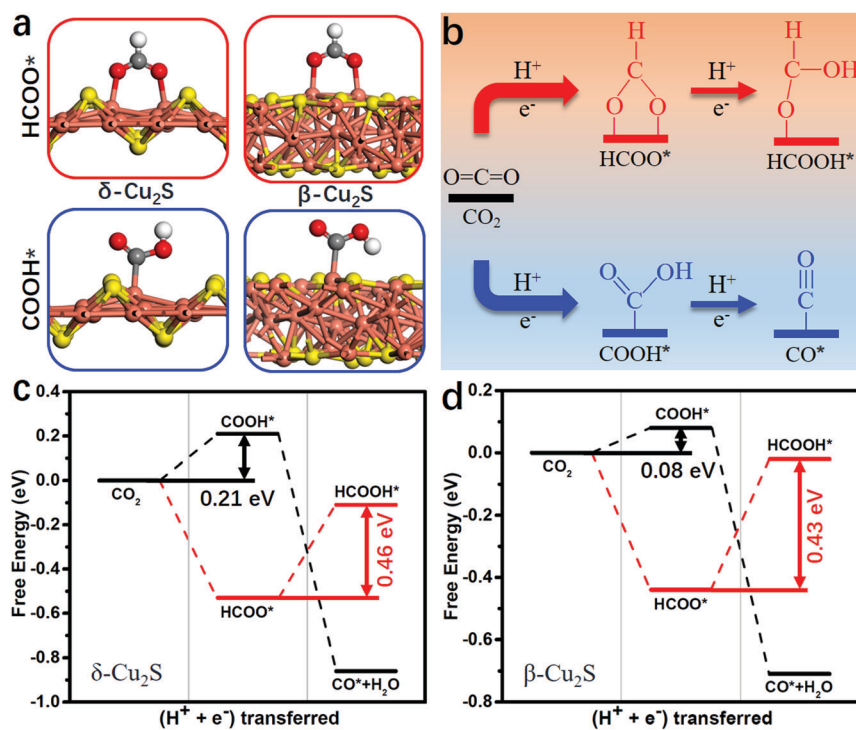 a
HCOO*
δ-Cu₂S
β-Cu₂S
COOH*
b
H⁺
e⁻
H
C
O
O
HCOO*
H⁺
e⁻
H
C
OH
O
HCOOH*
O=C=O
CO₂
H⁺
e⁻
O
OH
C
COOH*
H⁺
e⁻
O
C
CO*
c
Free Energy (eV)
0.4
0.2
0.0
-0.2
-0.4
-0.6
-0.8
-1.0
CO₂
COOH*
0.21 eV
HCOO*
HCOOH*
0.46 eV
CO*+H₂O
δ-Cu₂S
(H⁺ + e⁻) transferred
d
Free Energy (eV)
0.2
0.0
-0.2
-0.4
-0.6
-0.8
CO₂
COOH*
0.08 eV
HCOO*
HCOOH*
0.43 eV
CO*+H₂O
β-Cu₂S
(H⁺ + e⁻) transferred